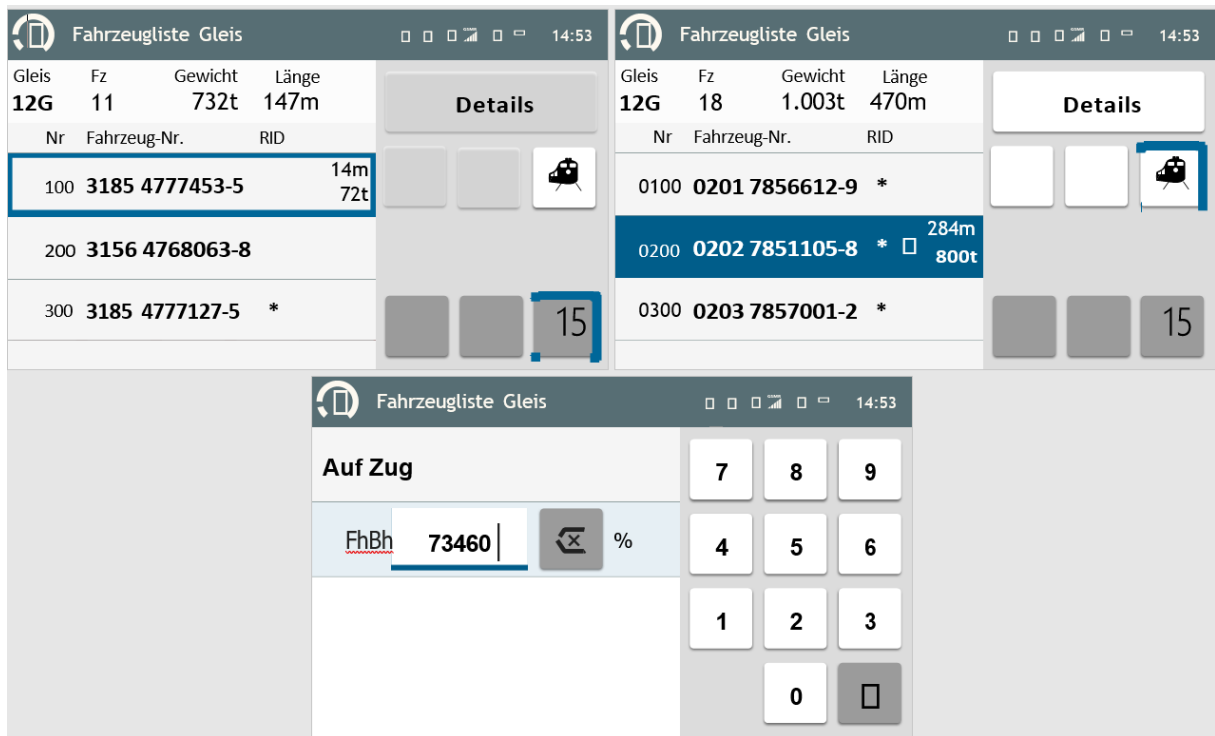 Fahrzeugliste Gleis 14:53
Gleis Fz Gewicht Länge
12G 11 732t 147m
Details
Nr Fahrzeug-Nr. RID
100 3185 4777453-5 14m
72t
200 3156 4768063-8
300 3185 4777127-5 *
15
Fahrzeugliste Gleis 14:53
Gleis Fz Gewicht Länge
12G 18 1.003t 470m
Details
Nr Fahrzeug-Nr. RID
0100 0201 7856612-9 *
0200 0202 7851105-8 * 284m
800t
0300 0203 7857001-2 *
15
Fahrzeugliste Gleis 14:53
Auf Zug
FhBh 73460 %
7 8 9
4 5 6
1 2 3
0